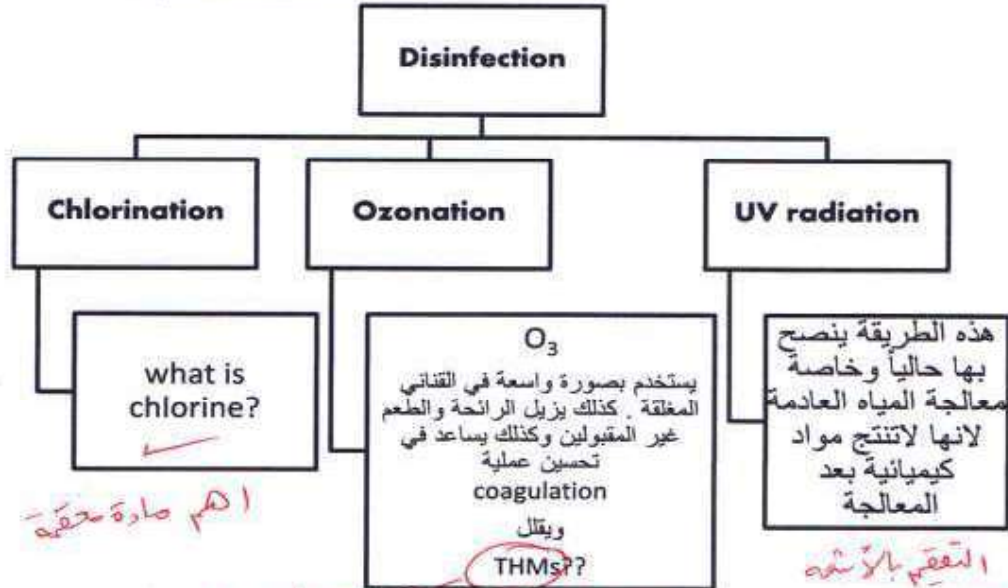 Disinfection
Chlorination
Ozonation
UV radiation
what is
chlorine?
اهم مادة معقمة
O₃
يستخدم بصورة واسعة في القناني
المغلقة . كذلك يزيل الرائحة والطعم
غير المقبولين وكذلك يساعد في
تحسين عملية
coagulation
ويقلل
THMs??
هذه الطريقة ينصح
بها حالياً وخاصة
معالجة المياه العادمة
لانها لاتنتج مواد
كيميائية بعد
المعالجة
التعقيم بالأشعة